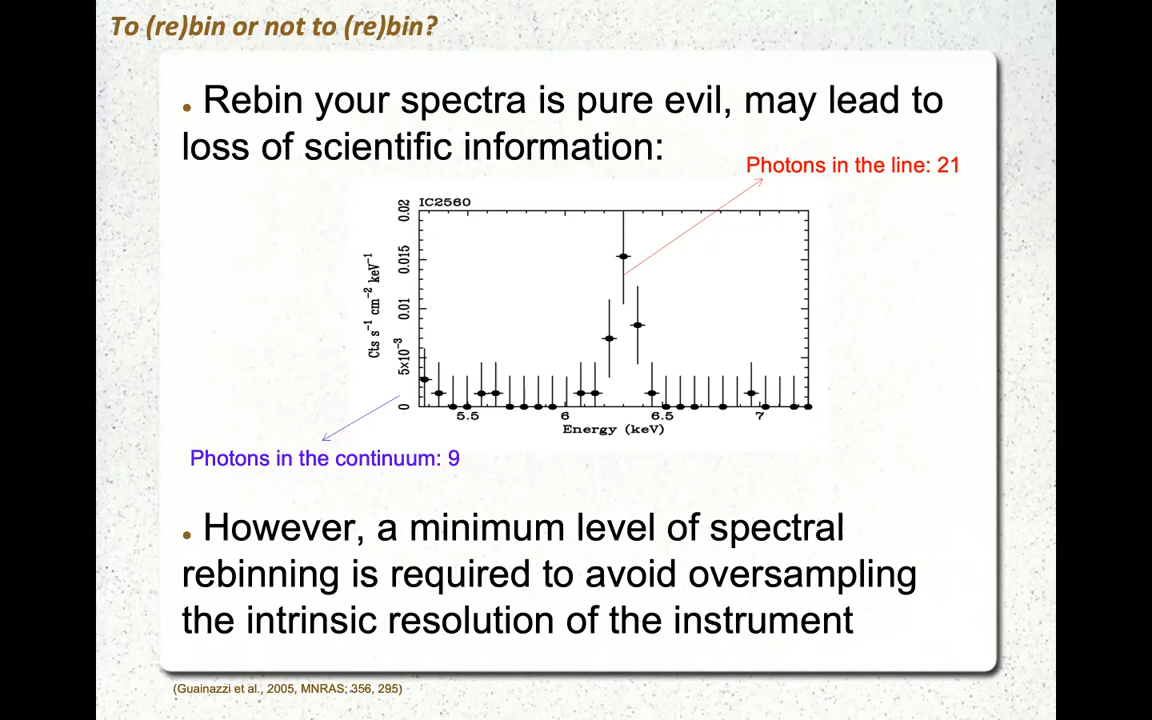 To (re)bin or not to (re)bin?
. Rebin your spectra is pure evil, may lead to
loss of scientific information:
Photons in the line: 21
IC2560
Cts s−1 cm−2 keV−1
0 5×10−3 0.01 0.015 0.02
5.5 6 6.5 7
Energy (keV)
Photons in the continuum: 9
. However, a minimum level of spectral
rebinning is required to avoid oversampling
the intrinsic resolution of the instrument
(Guainazzi et al., 2005, MNRAS; 356, 295)